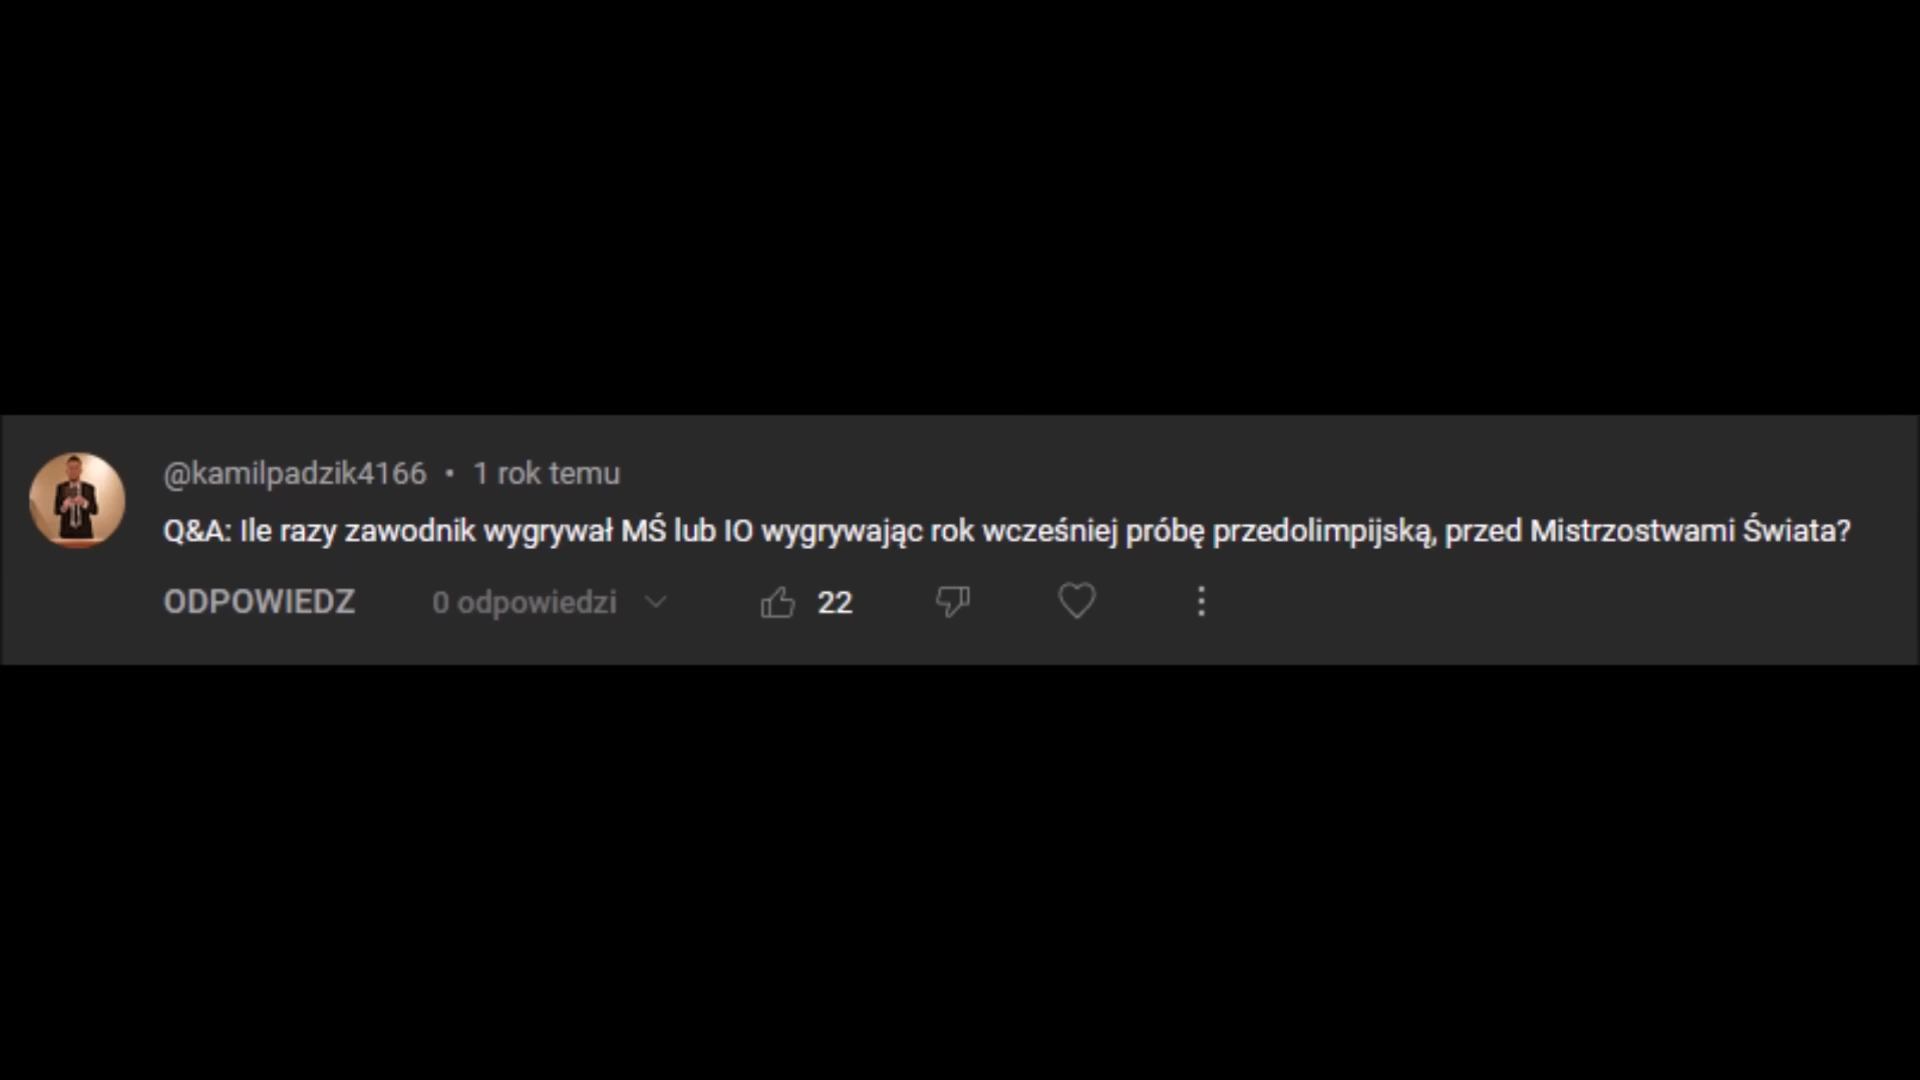 @kamilpadzik4166 • 1 rok temu
Q&A: Ile razy zawodnik wygrywał MŚ lub IO wygrywając rok wcześniej próbę przedolimpijską, przed Mistrzostwami Świata?
ODPOWIEDZ 0 odpowiedzi 22